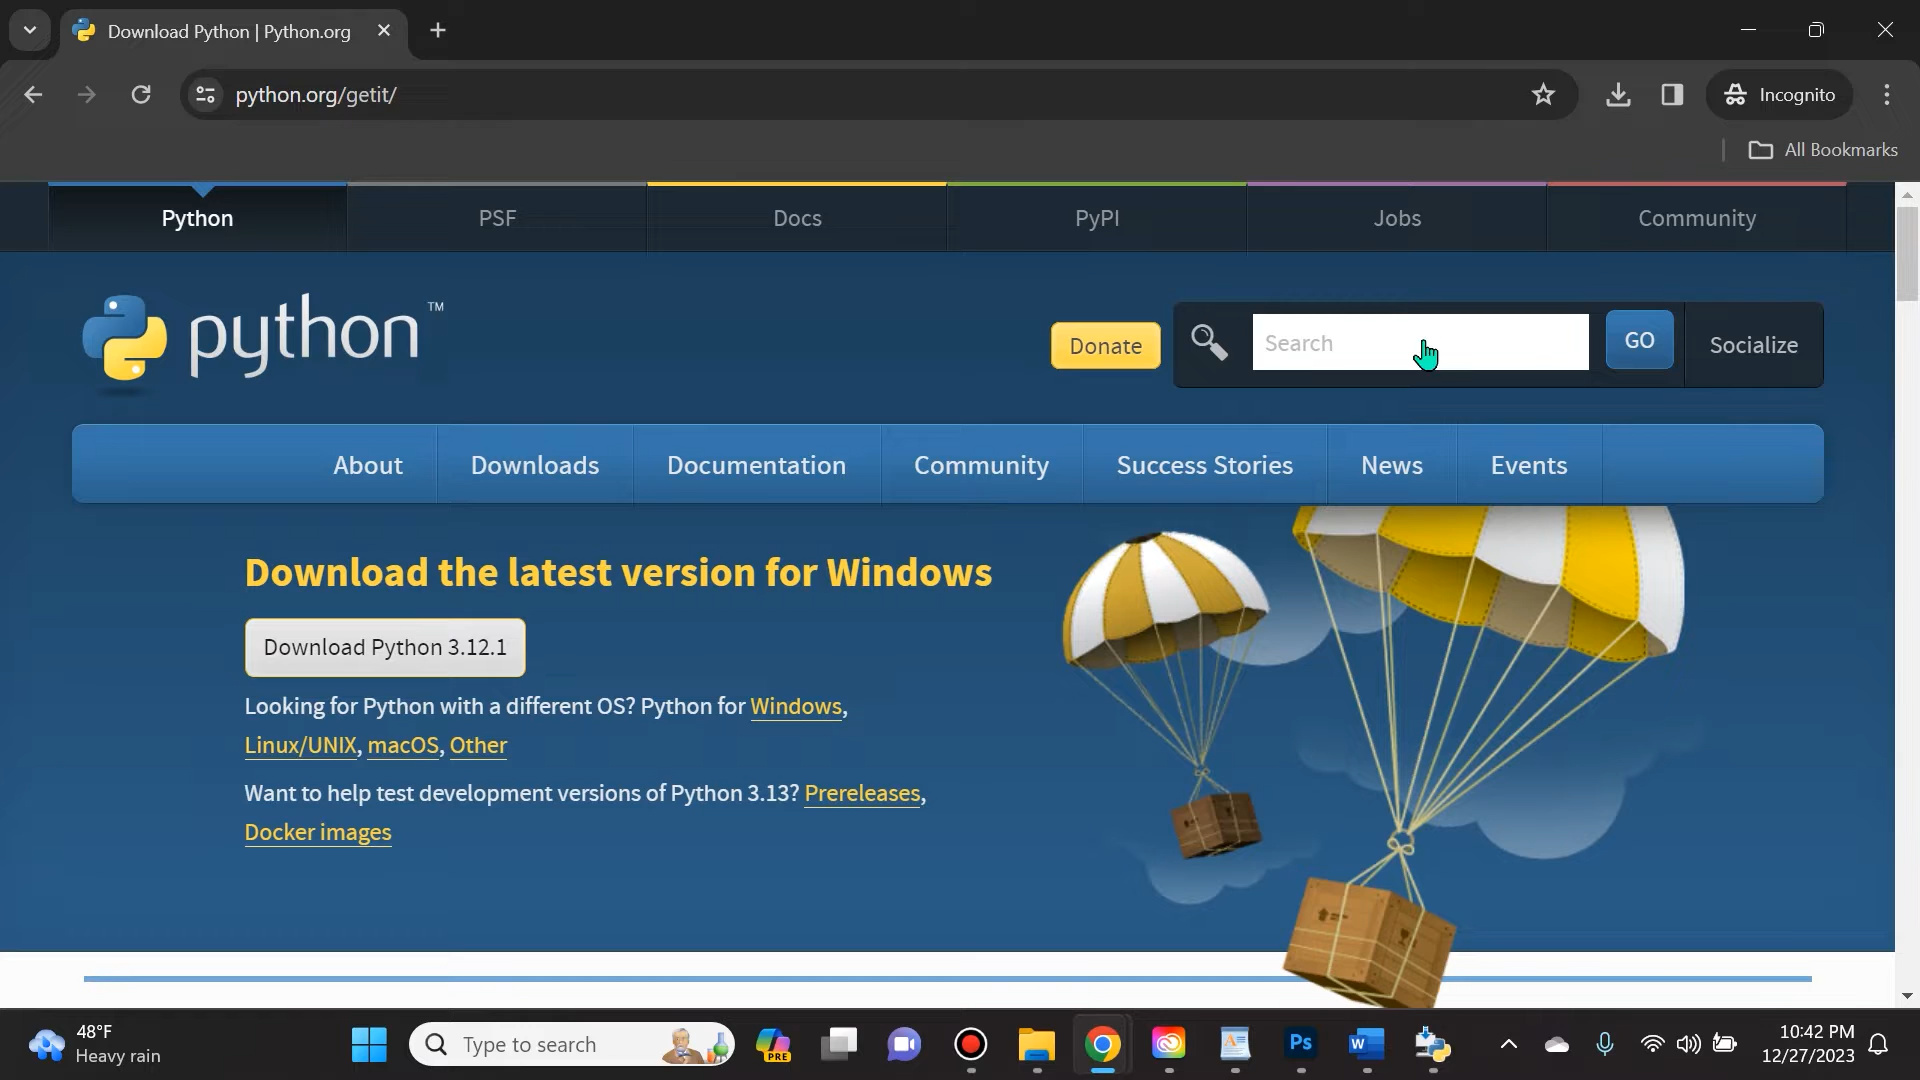 Download Python | Python.org
python.org/getit/
Incognito
All Bookmarks
Python
PSF
Docs
PyPI
Jobs
Community
python™
Donate
Search
GO
Socialize
About
Downloads
Documentation
Community
Success Stories
News
Events
Download the latest version for Windows
Download Python 3.12.1
Looking for Python with a different OS? Python for Windows,
Linux/UNIX, macOS, Other
Want to help test development versions of Python 3.13? Prereleases,
Docker images
48°F
Heavy rain
Type to search
PRE
Ps
W
10:42 PM
12/27/2023